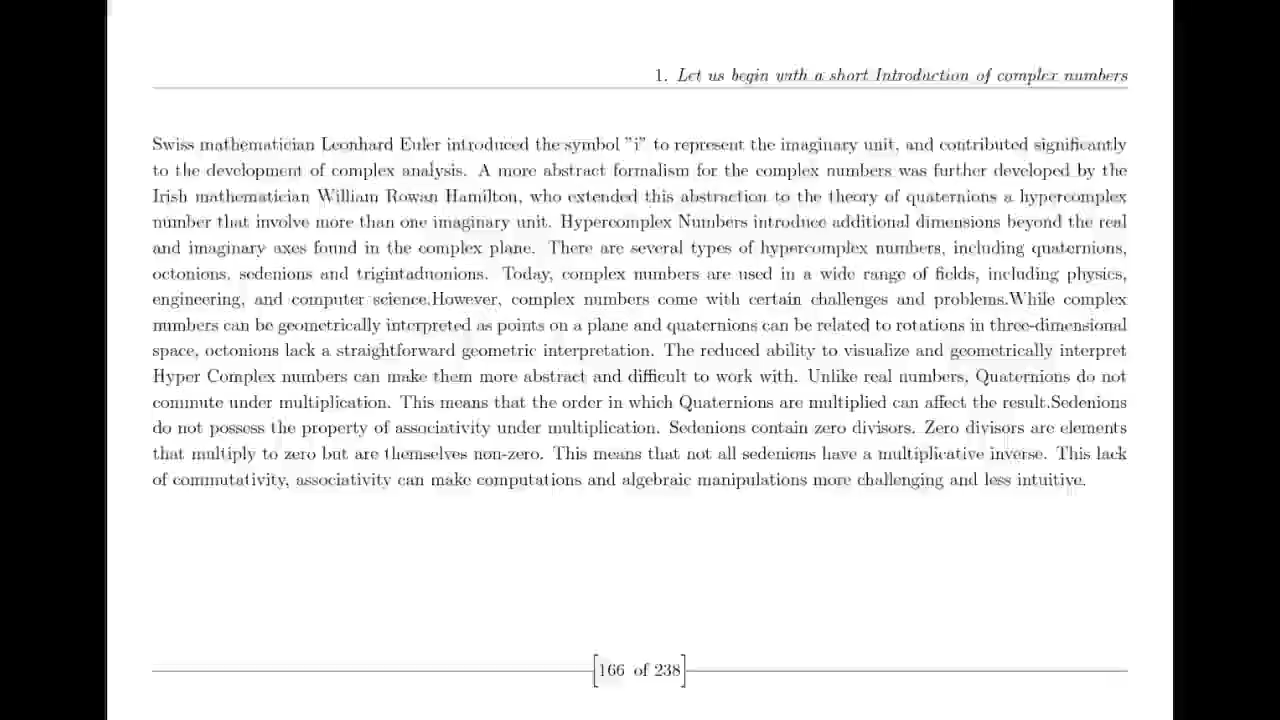 1. Let us begin with a short Introduction of complex numbers
Swiss mathematician Leonhard Euler introduced the symbol "i" to represent the imaginary unit, and contributed significantly
to the development of complex analysis. A more abstract formalism for the complex numbers was further developed by the
Irish mathematician William Rowan Hamilton, who extended this abstraction to the theory of quaternions a hypercomplex
number that involve more than one imaginary unit. Hypercomplex Numbers introduce additional dimensions beyond the real
and imaginary axes found in the complex plane. There are several types of hypercomplex numbers, including quaternions,
octonions, sedenions and trigintaduonions. Today, complex numbers are used in a wide range of fields, including physics,
engineering, and computer science.However, complex numbers come with certain challenges and problems.While complex
numbers can be geometrically interpreted as points on a plane and quaternions can be related to rotations in three-dimensional
space, octonions lack a straightforward geometric interpretation. The reduced ability to visualize and geometrically interpret
Hyper Complex numbers can make them more abstract and difficult to work with. Unlike real numbers, Quaternions do not
commute under multiplication. This means that the order in which Quaternions are multiplied can affect the result.Sedenions
do not possess the property of associativity under multiplication. Sedenions contain zero divisors. Zero divisors are elements
that multiply to zero but are themselves non-zero. This means that not all sedenions have a multiplicative inverse. This lack
of commutativity, associativity can make computations and algebraic manipulations more challenging and less intuitive.
166 of 238